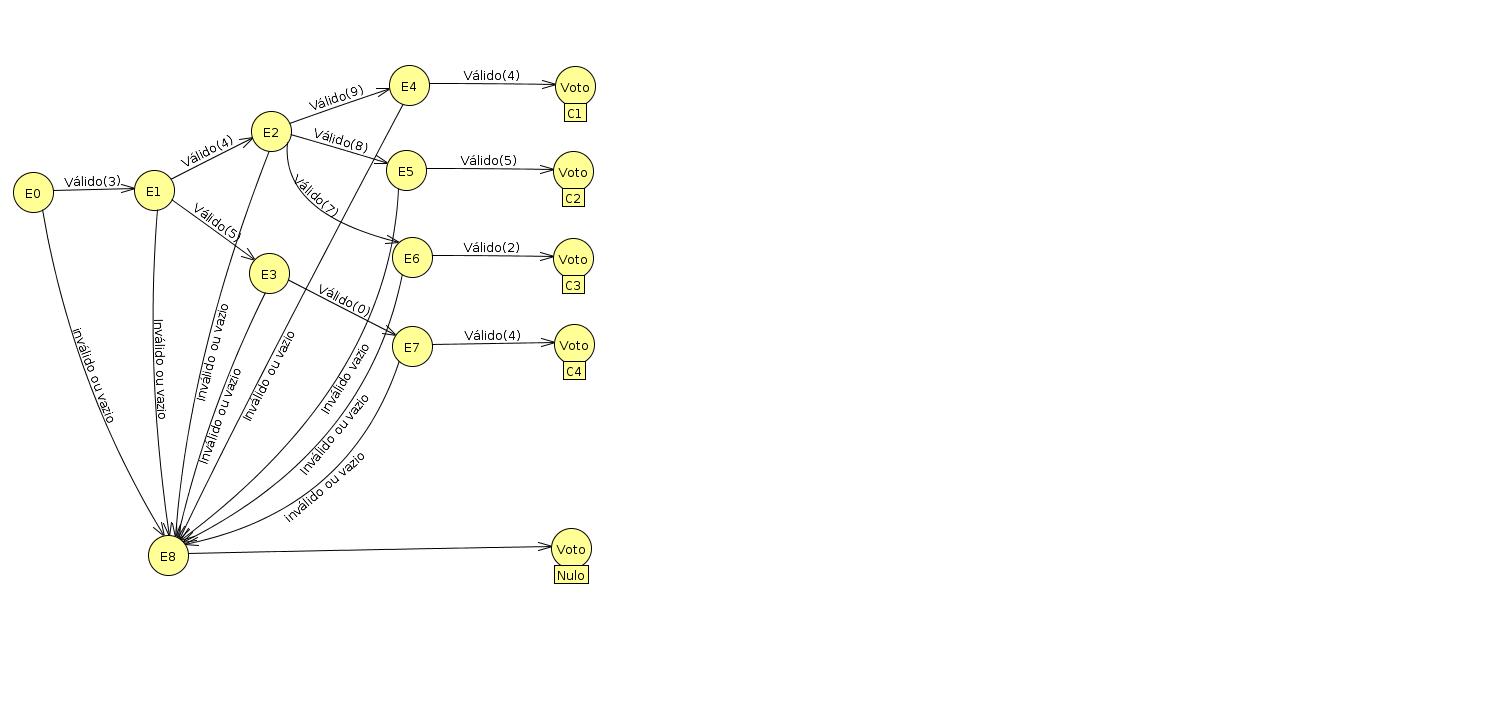 E0
Válido(3)
E1
Válido(4)
E2
Válido(9)
E4
Válido(4)
Voto
C1
Válido(8)
E5
Válido(5)
Voto
C2
Válido(7)
E6
Válido(2)
Voto
C3
Válido(5)
E3
Válido(0)
E7
Válido(4)
Voto
C4
inválido ou vazio
Inválido ou vazio
Inválido ou vazio
Inválido ou vazio
Inválido ou vazio
Inválido vazio
Inválido ou vazio
inválido ou vazio
E8
Voto
Nulo